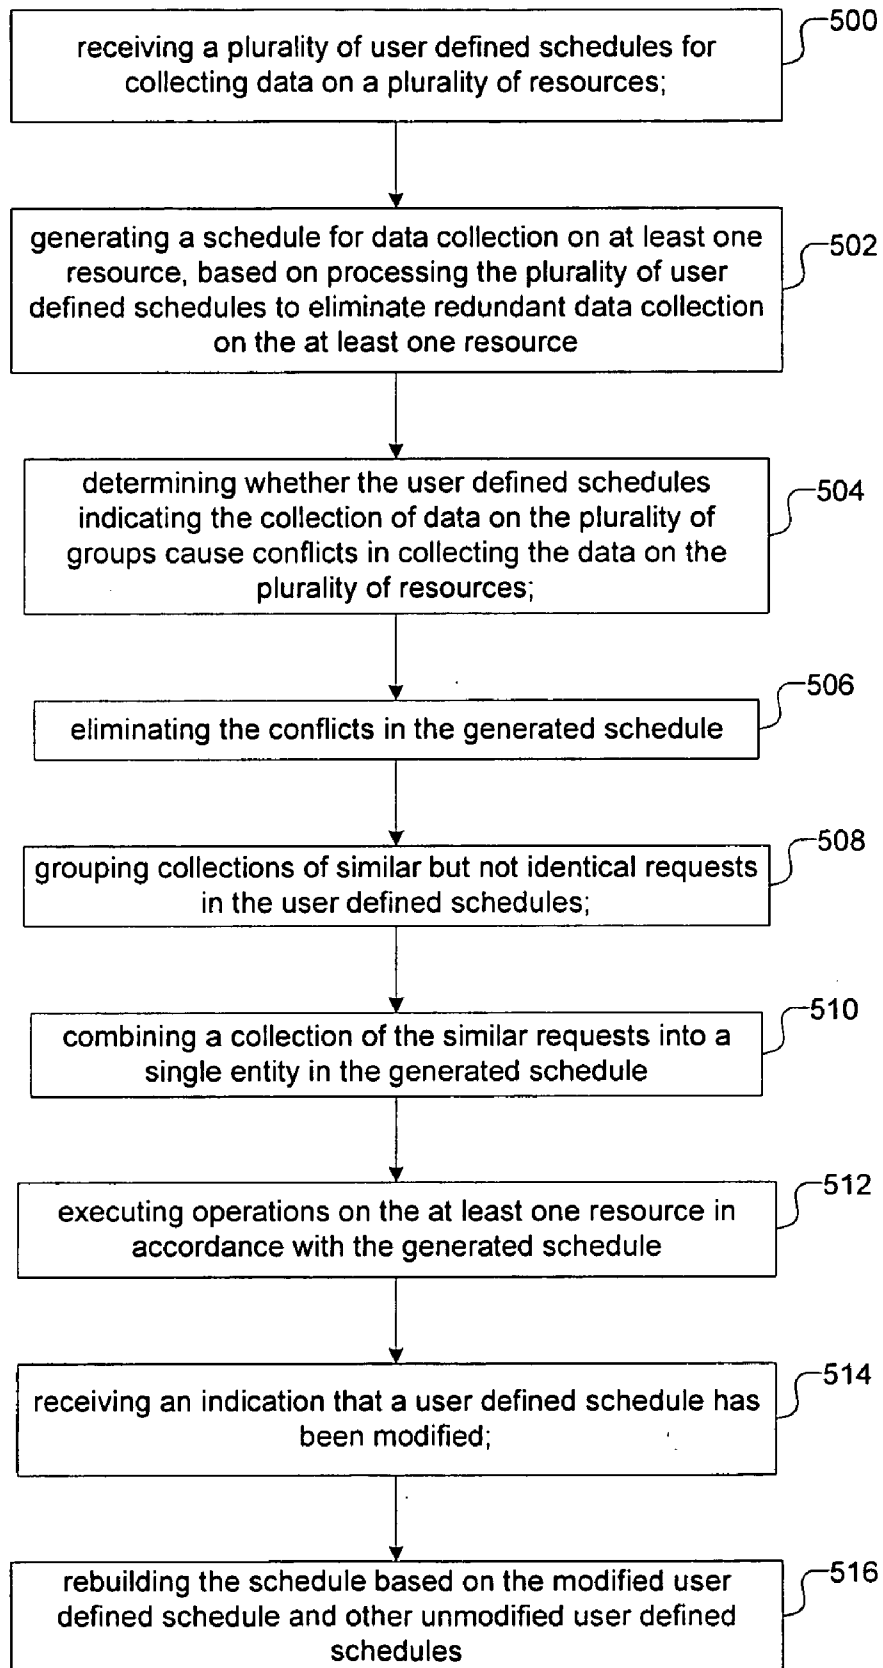 500
receiving a plurality of user defined schedules for
collecting data on a plurality of resources;
502
generating a schedule for data collection on at least one
resource, based on processing the plurality of user
defined schedules to eliminate redundant data collection
on the at least one resource
504
determining whether the user defined schedules
indicating the collection of data on the plurality of
groups cause conflicts in collecting the data on the
plurality of resources;
506
eliminating the conflicts in the generated schedule
508
grouping collections of similar but not identical requests
in the user defined schedules;
510
combining a collection of the similar requests into a
single entity in the generated schedule
512
executing operations on the at least one resource in
accordance with the generated schedule
514
receiving an indication that a user defined schedule has
been modified;
516
rebuilding the schedule based on the modified user
defined schedule and other unmodified user defined
schedules